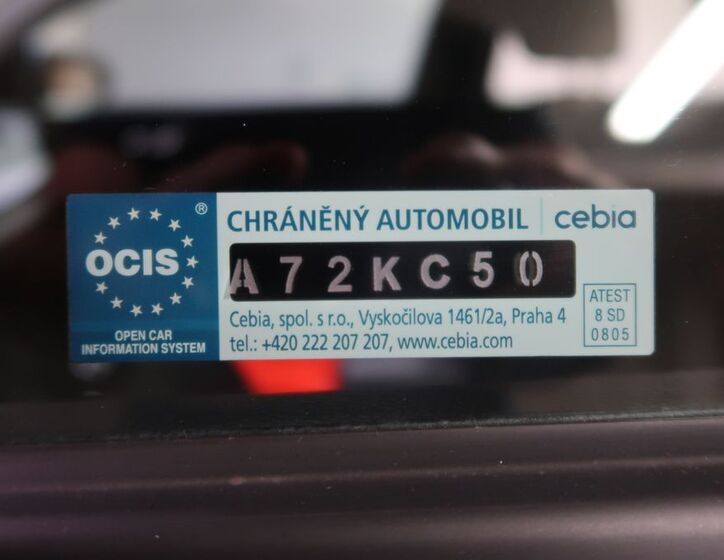 OCIS ®
OPEN CAR
INFORMATION SYSTEM
CHRÁNĚNÝ AUTOMOBIL cebia
A72KC50
Cebia, spol. s r.o., Vyskočilova 1461/2a, Praha 4
tel.: +420 222 207 207, www.cebia.com
ATEST
8 SD
0805